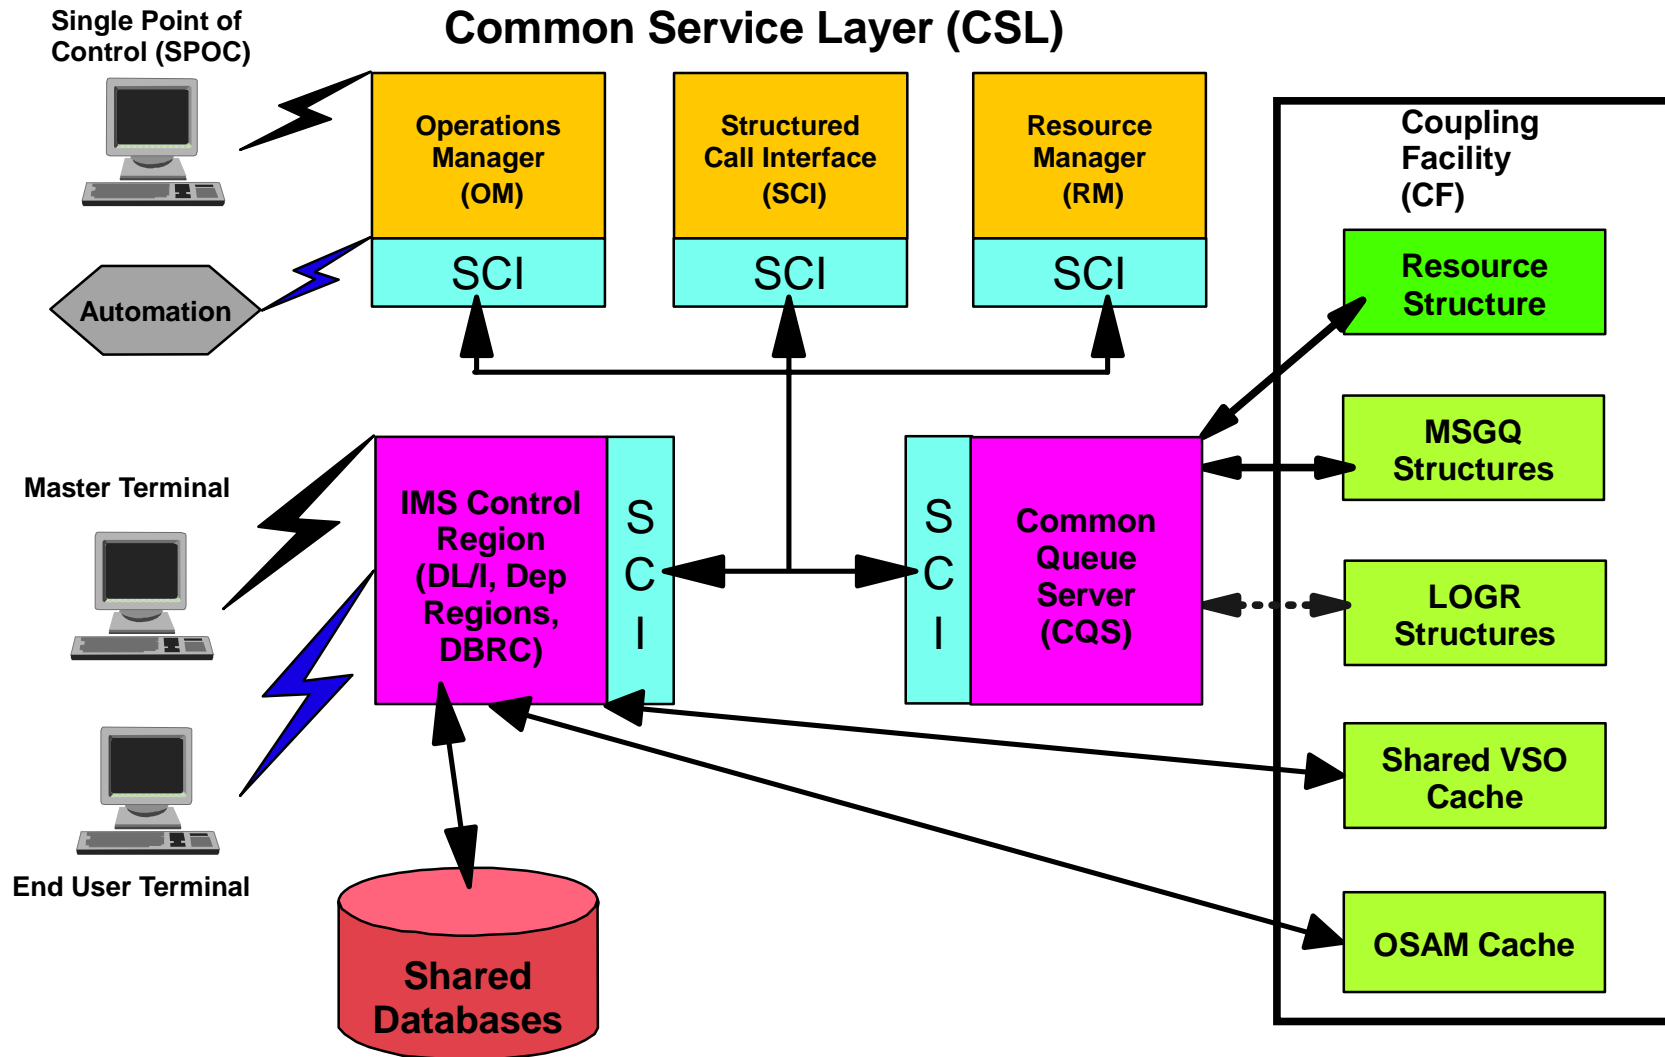 Common Service Layer (CSL)
Single Point of
Control (SPOC)
Operations
Manager
(OM)
SCI
Structured
Call Interface
(SCI)
SCI
Resource
Manager
(RM)
SCI
Automation
Coupling
Facility
(CF)
Resource
Structure
MSGQ
Structures
LOGR
Structures
Shared VSO
Cache
OSAM Cache
Master Terminal
IMS Control
Region
(DL/I, Dep
Regions,
DBRC)
S
C
I
S
C
I
Common
Queue
Server
(CQS)
End User Terminal
Shared
Databases